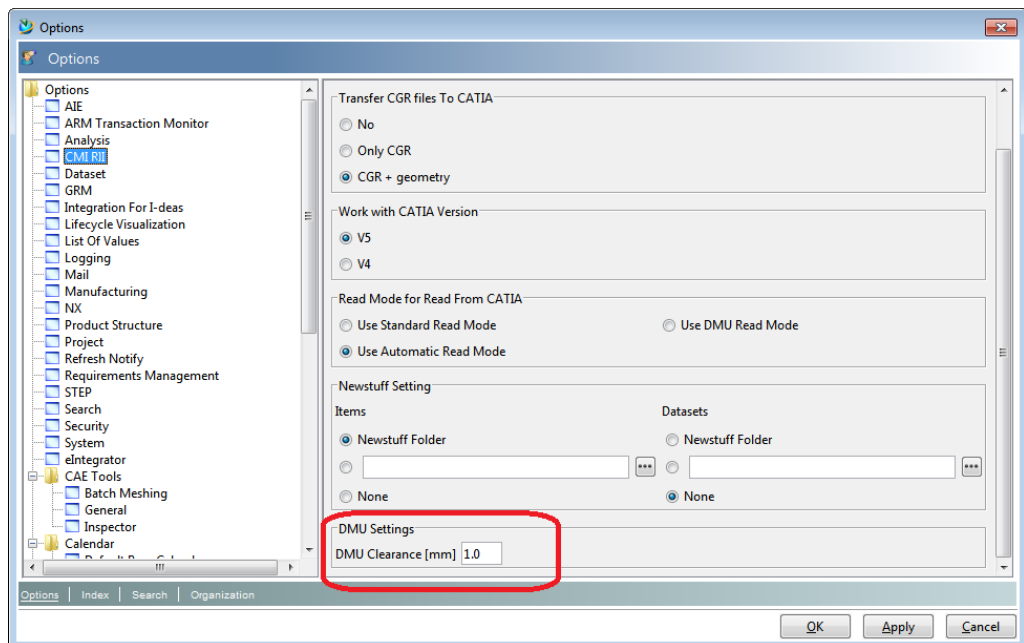 Options
Options
Options
AIE
ARM Transaction Monitor
Analysis
CMI RII
Dataset
GRM
Integration For I-deas
Lifecycle Visualization
List Of Values
Logging
Mail
Manufacturing
NX
Product Structure
Project
Refresh Notify
Requirements Management
STEP
Search
Security
System
eIntegrator
CAE Tools
Batch Meshing
General
Inspector
Calendar
Transfer CGR files To CATIA
No
Only CGR
CGR + geometry
Work with CATIA Version
V5
V4
Read Mode for Read From CATIA
Use Standard Read Mode Use DMU Read Mode
Use Automatic Read Mode
Newstuff Setting
Items Datasets
Newstuff Folder Newstuff Folder
None None
DMU Settings
DMU Clearance [mm] 1.0
Options Index Search Organization
OK Apply Cancel